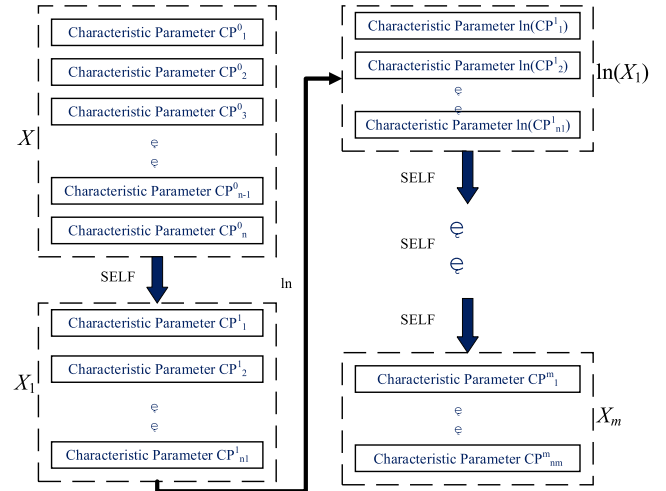 Characteristic Parameter CP⁰₁
Characteristic Parameter CP⁰₂
Characteristic Parameter CP⁰₃
ҿ
ҿ
Characteristic Parameter CP⁰ₙ₋₁
Characteristic Parameter CP⁰ₙ
X
SELF
Characteristic Parameter CP¹₁
Characteristic Parameter CP¹₂
ҿ
ҿ
Characteristic Parameter CP¹ₙ₁
X₁
ln
Characteristic Parameter ln(CP¹₁)
Characteristic Parameter ln(CP¹₂)
ҿ
ҿ
Characteristic Parameter ln(CP¹ₙ₁)
ln(X₁)
SELF
ҿ
SELF
ҿ
SELF
Characteristic Parameter CPᵐ₁
ҿ
ҿ
Characteristic Parameter CPᵐₙₘ
Xₘ